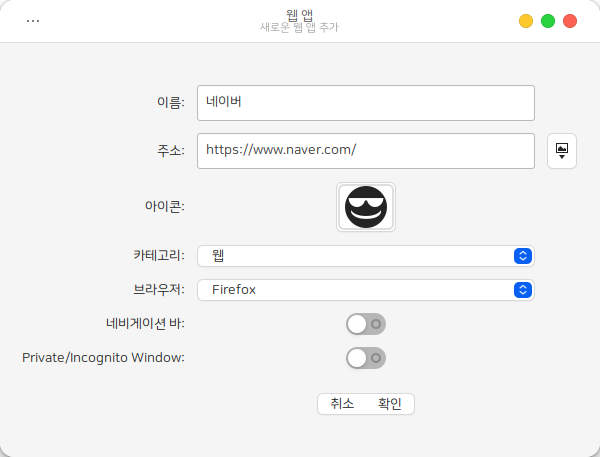 웹 앱
새로운 웹 앱 추가
이름: 네이버
주소: https://www.naver.com/
아이콘:
카테고리: 웹
브라우저: Firefox
네비게이션 바:
Private/Incognito Window:
취소 확인